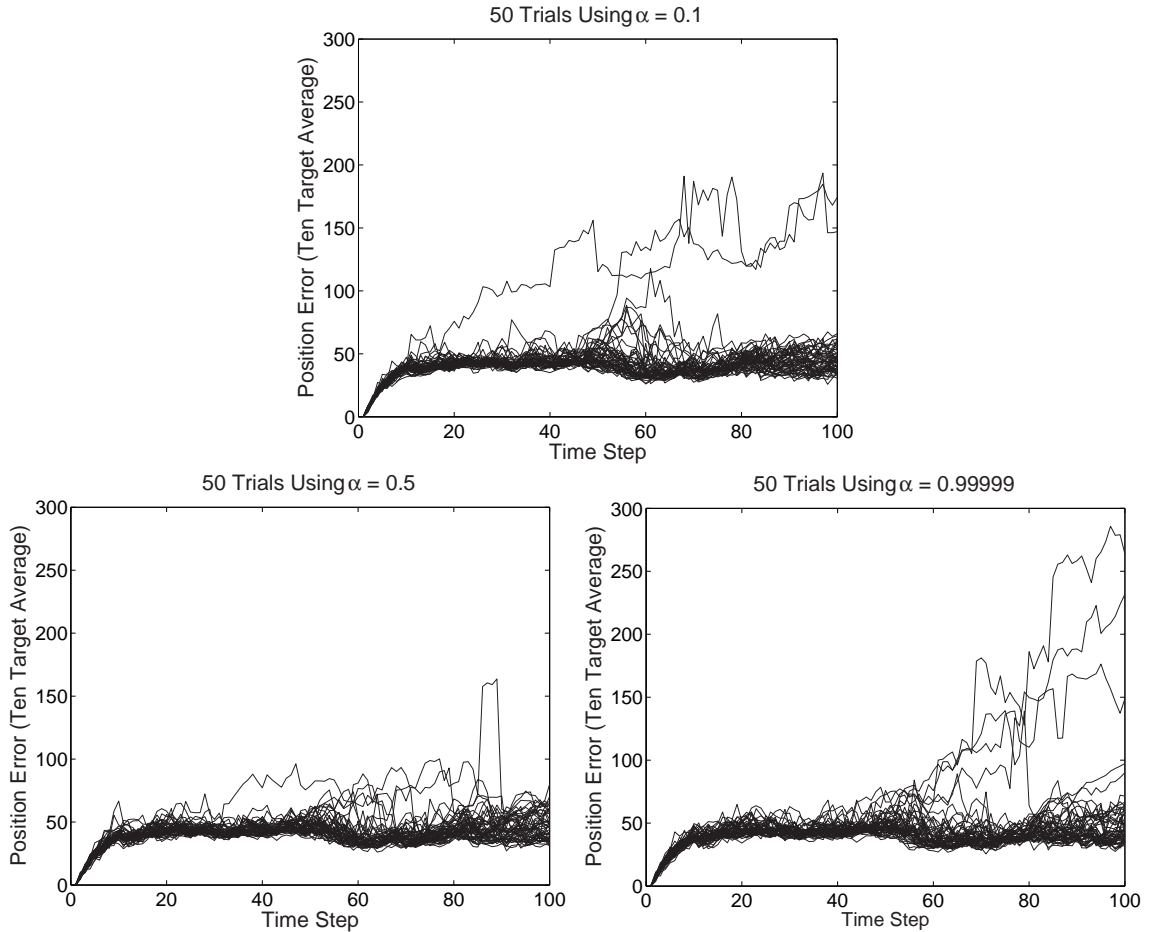 50 Trials Using α = 0.1
Position Error (Ten Target Average)
300
250
200
150
100
50
0
0 20 40 60 80 100
Time Step
50 Trials Using α = 0.5
Position Error (Ten Target Average)
300
250
200
150
100
50
0
0 20 40 60 80 100
Time Step
50 Trials Using α = 0.99999
Position Error (Ten Target Average)
300
250
200
150
100
50
0
0 20 40 60 80 100
Time Step